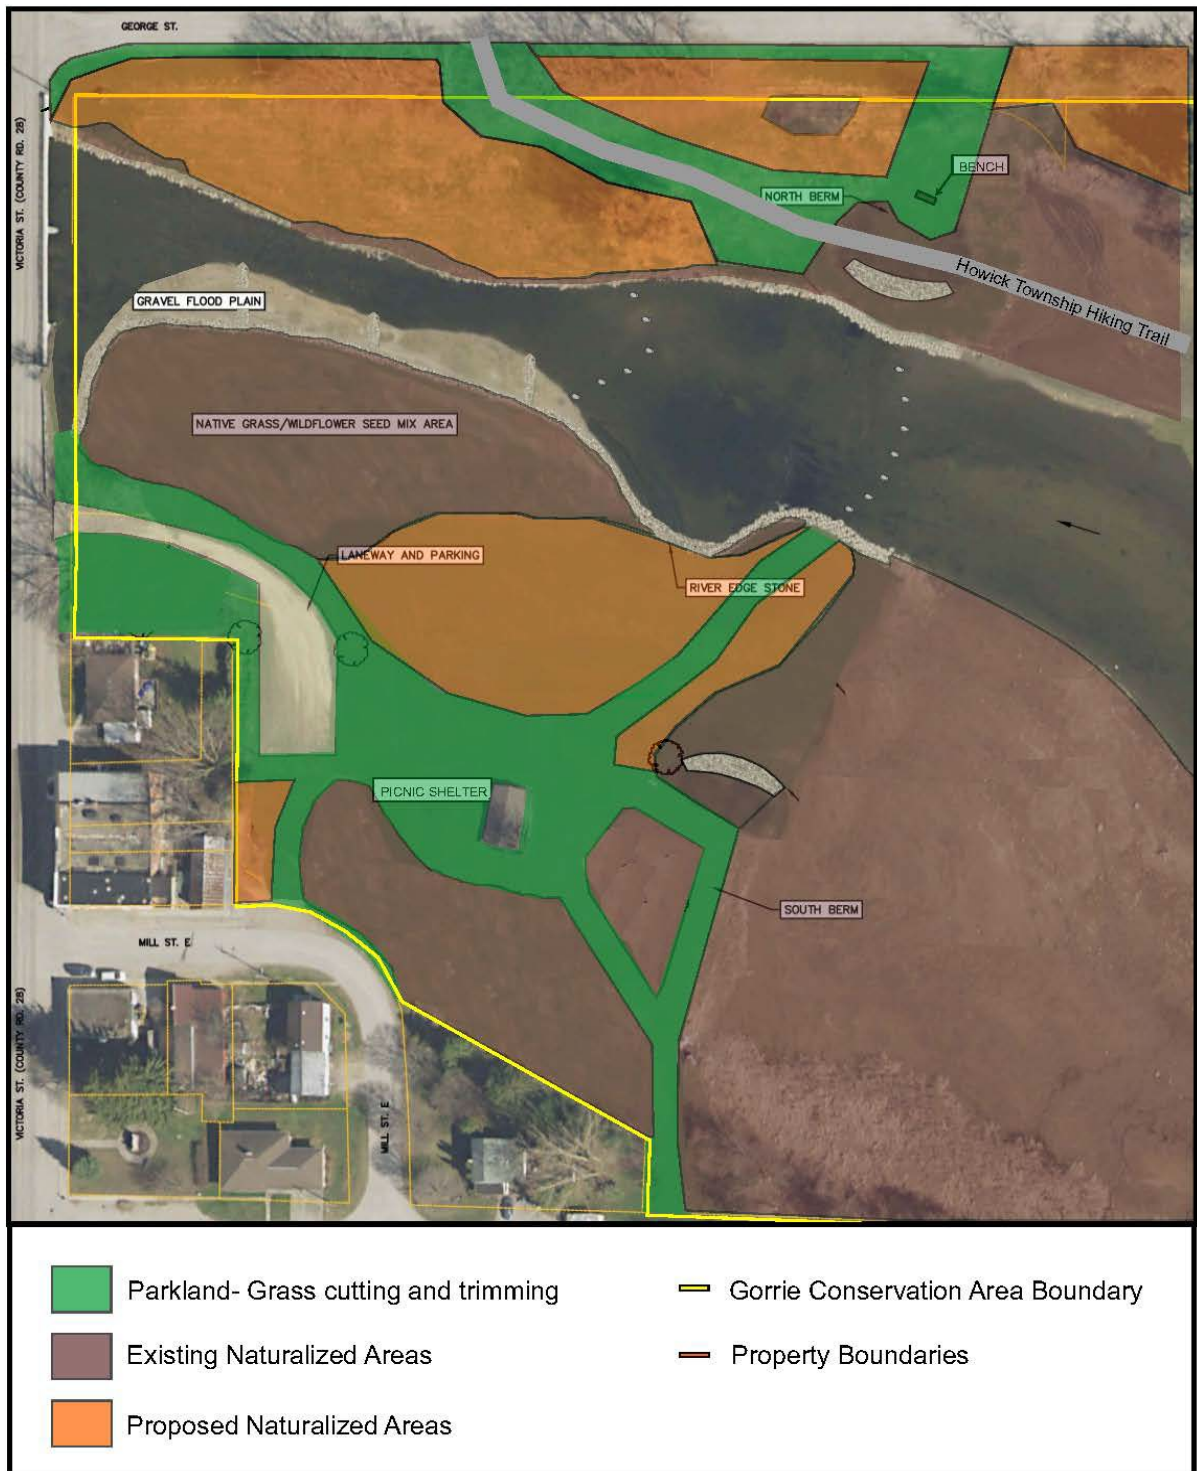 GEORGE ST.
VICTORIA ST. (COUNTY RD. 28)
BENCH
NORTH BERM
Howick Township Hiking Trail
GRAVEL FLOOD PLAIN
NATIVE GRASS/WILDFLOWER SEED MIX AREA
LANEWAY AND PARKING
RIVER EDGE STONE
PICNIC SHELTER
SOUTH BERM
MILL ST. E
VICTORIA ST. (COUNTY RD. 28)
MILL ST. E
Parkland- Grass cutting and trimming
Existing Naturalized Areas
Proposed Naturalized Areas
Gorrie Conservation Area Boundary
Property Boundaries